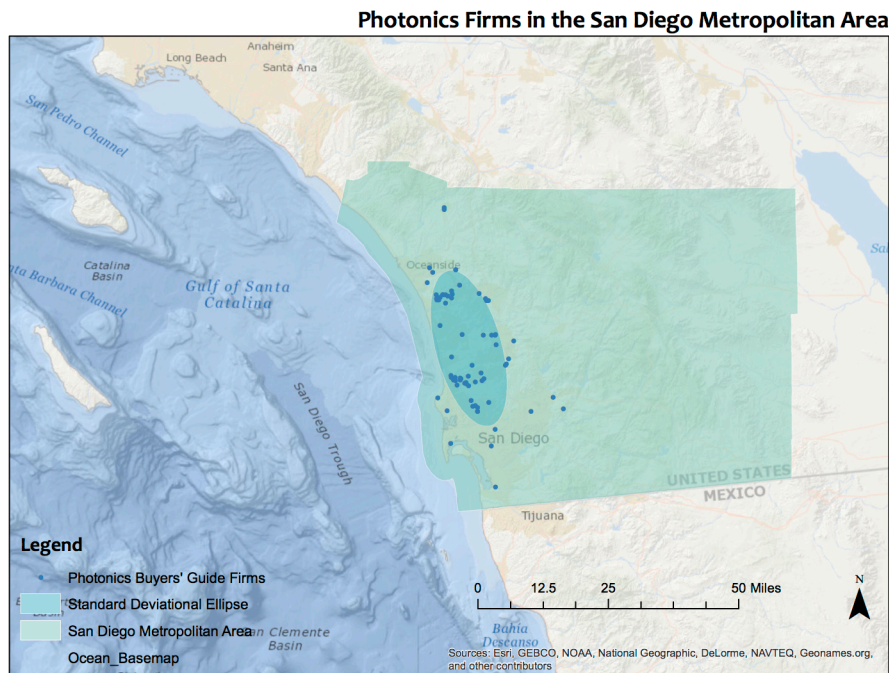 Photonics Firms in the San Diego Metropolitan Area
Anaheim
Long Beach
Santa Ana
San Pedro Channel
Catalina
Basin
Barbara Channel
Gulf of Santa
Catalina
Oceanside
San Diego Trough
San Diego
UNITED STATES
MEXICO
Tijuana
Legend
Photonics Buyers' Guide Firms
Standard Deviational Ellipse
San Diego Metropolitan Area
Ocean_Basemap
Basin
Clemente
Basin
0 12.5 25 50 Miles
N
Bahia
Descanso
Sources: Esri, GEBCO, NOAA, National Geographic, DeLorme, NAVTEQ, Geonames.org,
and other contributors